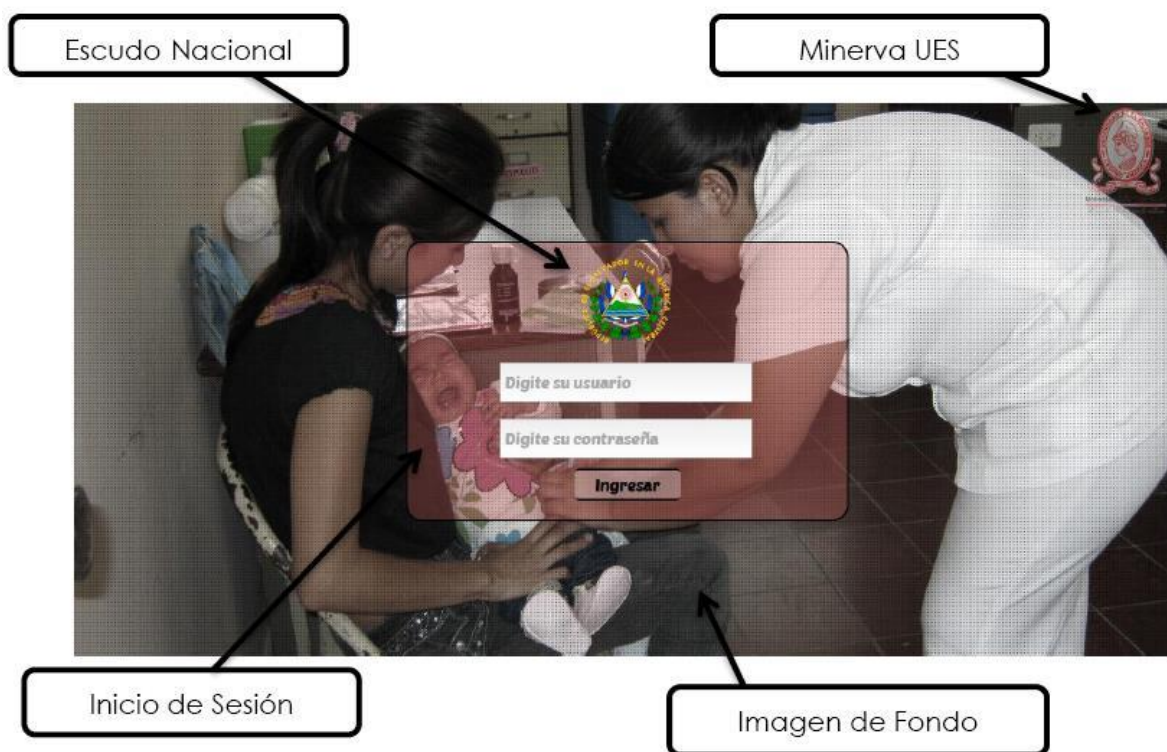 Escudo Nacional
Minerva UES
Digite su usuario
Digite su contraseña
Ingresar
Inicio de Sesión
Imagen de Fondo